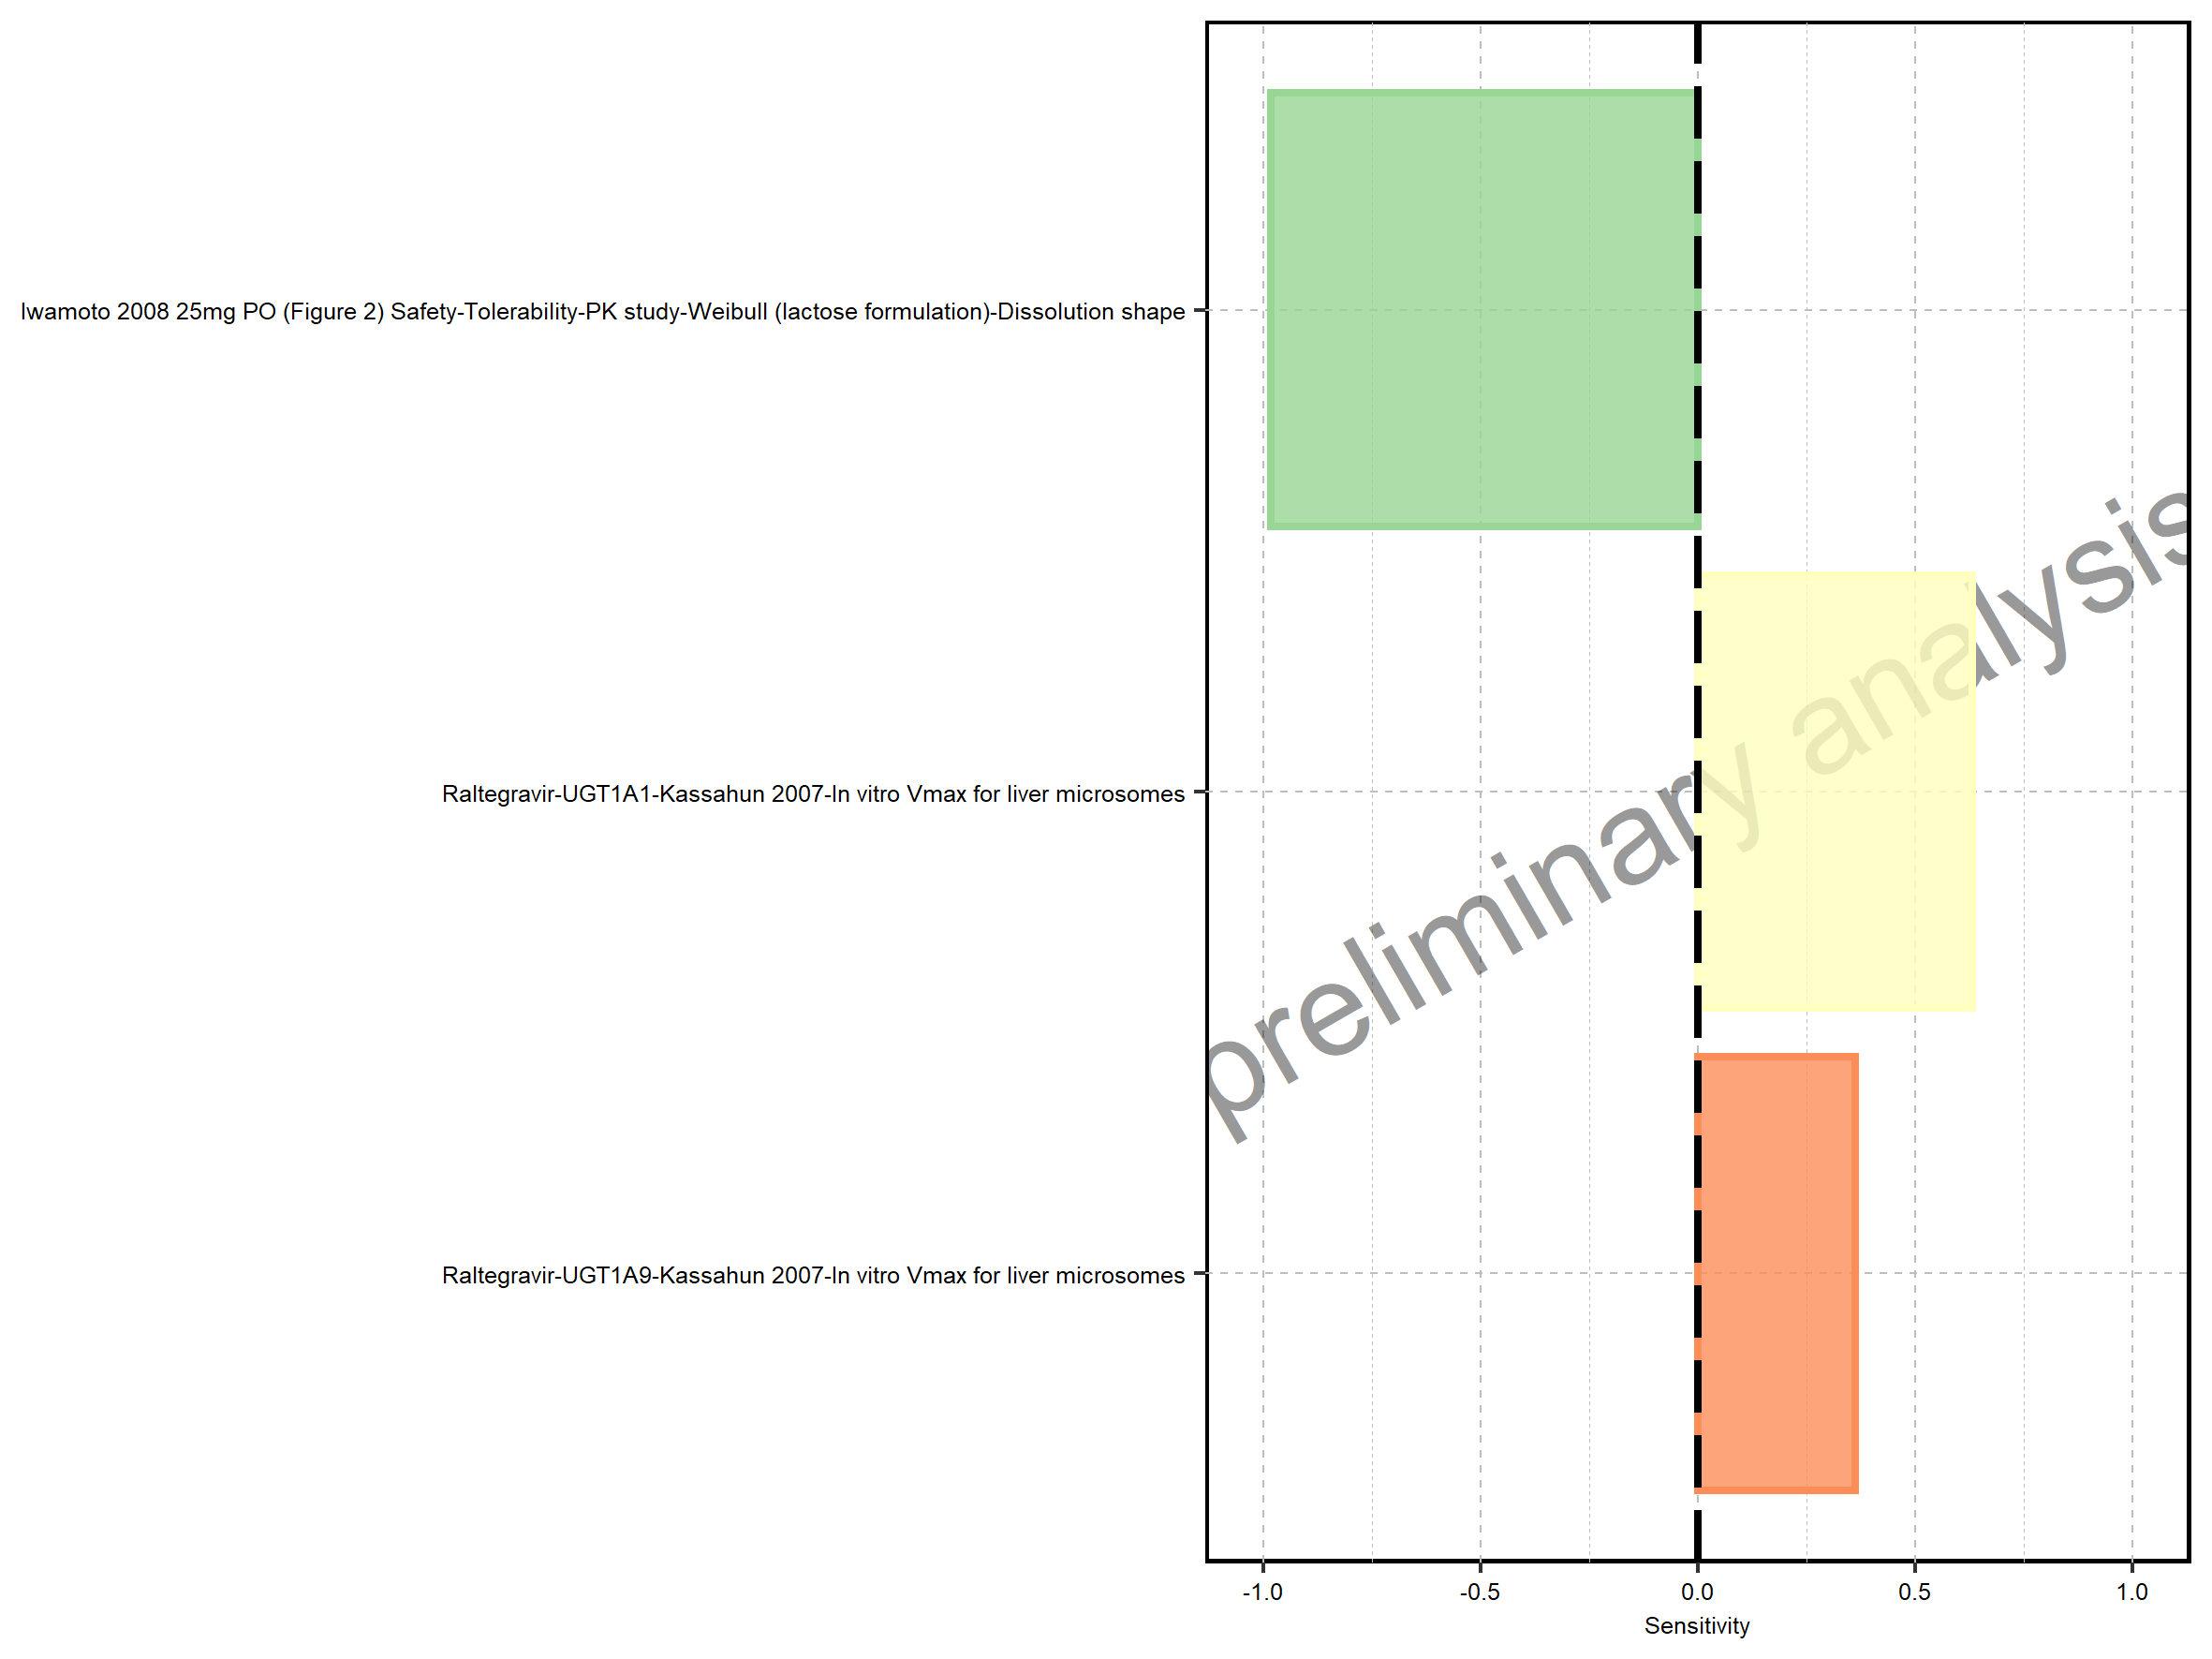 Iwamoto 2008 25mg PO (Figure 2) Safety-Tolerability-PK study-Weibull (lactose formulation)-Dissolution shape
Raltegravir-UGT1A1-Kassahun 2007-In vitro Vmax for liver microsomes
Raltegravir-UGT1A9-Kassahun 2007-In vitro Vmax for liver microsomes
preliminary analysis
-1.0 -0.5 0.0 0.5 1.0
Sensitivity